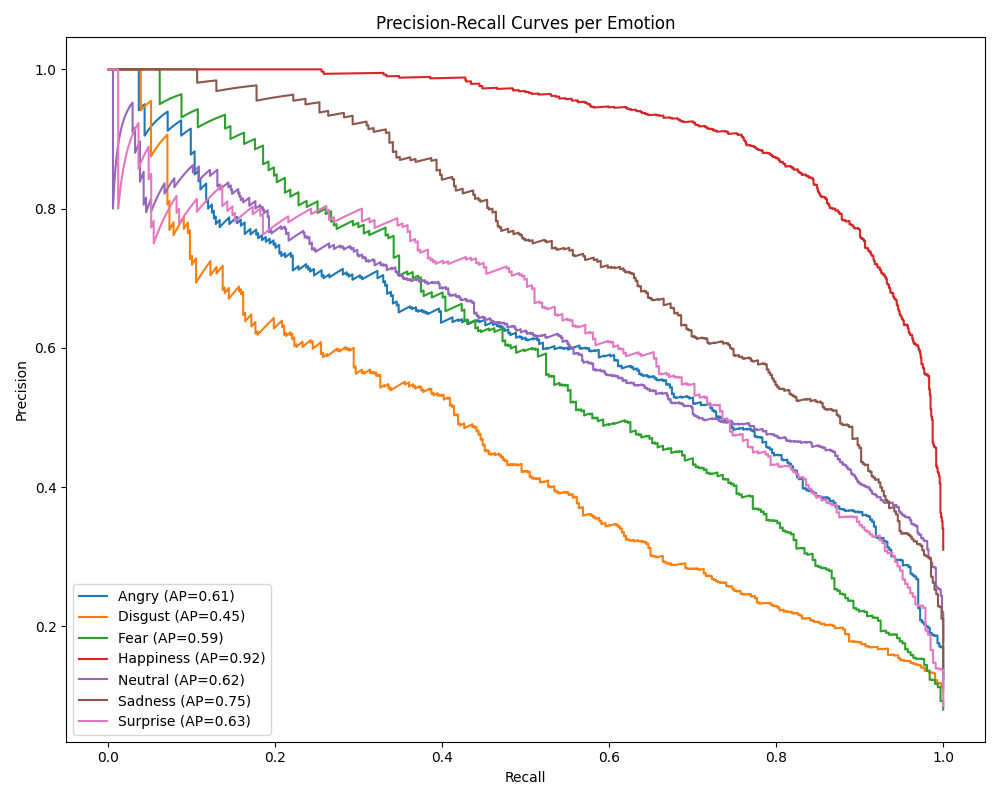 Precision-Recall Curves per Emotion
1.0
0.8
0.6
0.4
0.2
Precision
Angry (AP=0.61)
Disgust (AP=0.45)
Fear (AP=0.59)
Happiness (AP=0.92)
Neutral (AP=0.62)
Sadness (AP=0.75)
Surprise (AP=0.63)
0.0 0.2 0.4 0.6 0.8 1.0
Recall